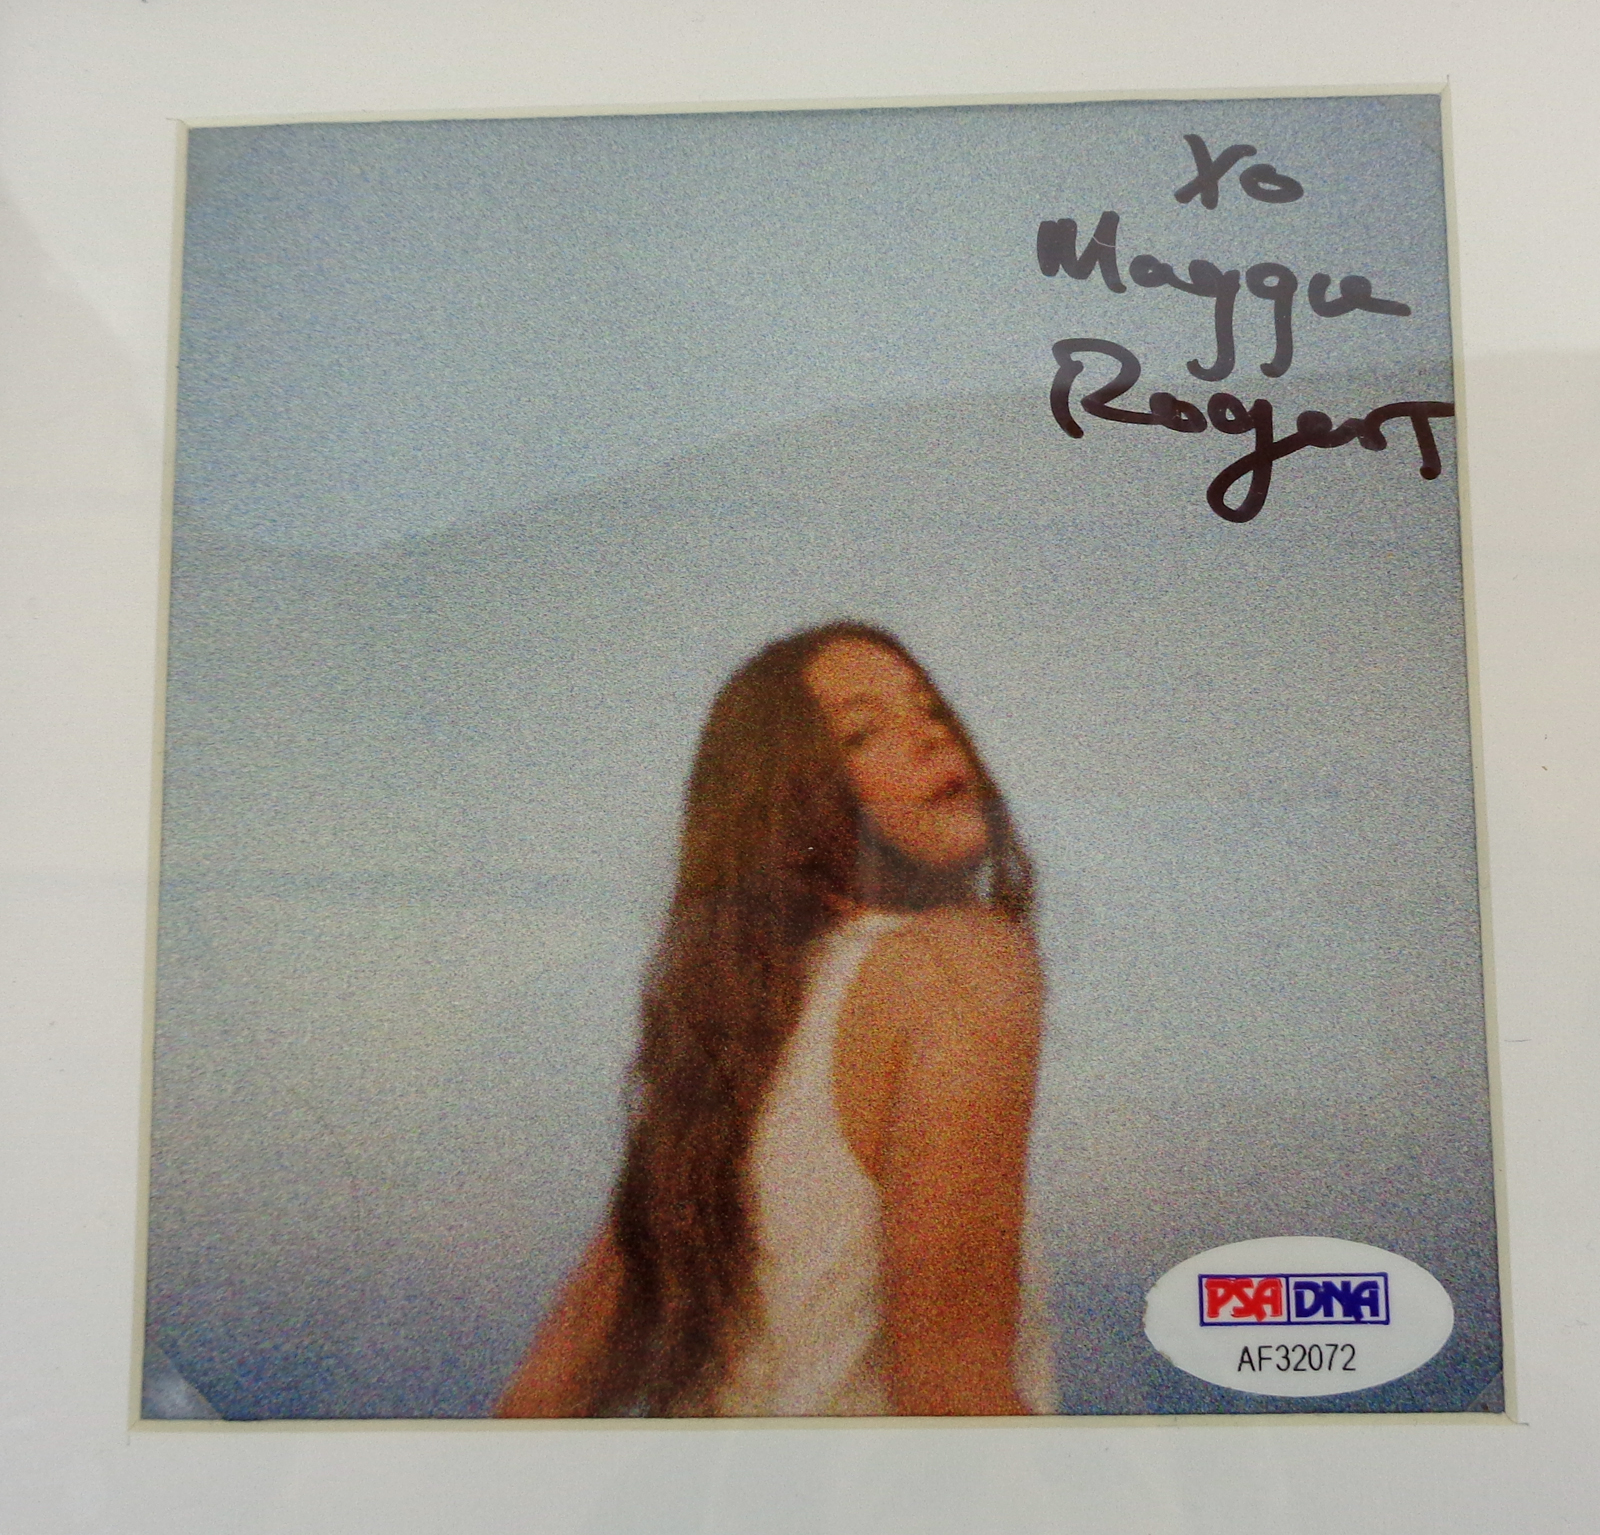 Xo
Maggie
Rogers
PSA DNA
AF32072